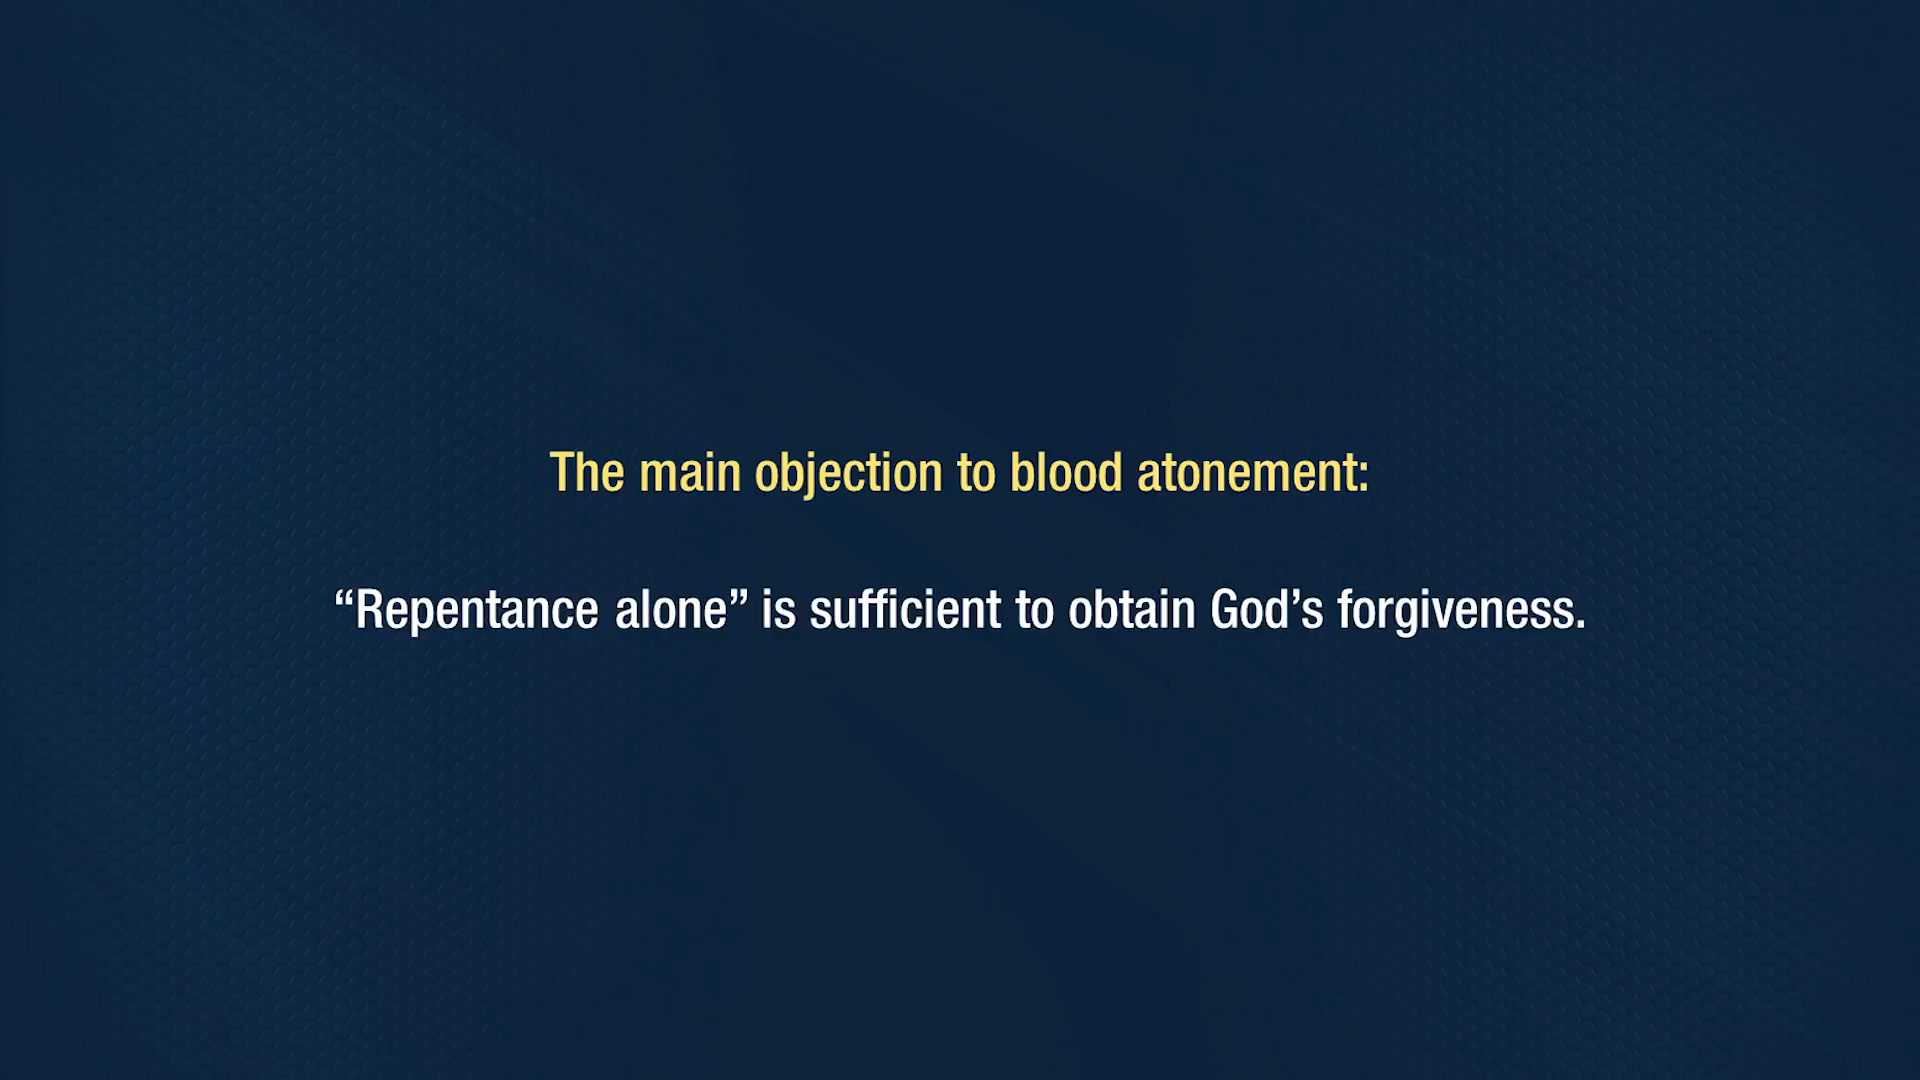 The main objection to blood atonement:
“Repentance alone” is sufficient to obtain God’s forgiveness.